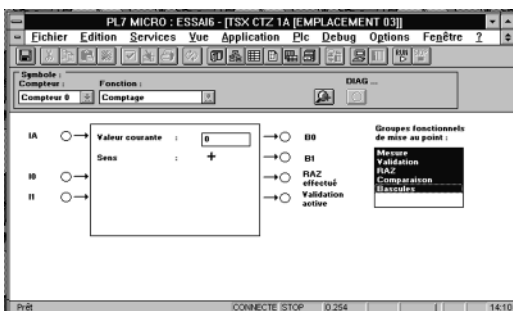 PL7 MICRO : ESSAI6 - [TSX CTZ 1A [EMPLACEMENT 03]]
Fichier Edition Services Vue Application Plc Debug Options Fenêtre ?
Symbole :
Compteur : Fonction : DIAG ...
Compteur 0 Comptage
IA Valeur courante : 0 B0
Sens : + B1
I0 RAZ effectué
I1 Validation active
Groupes fonctionnels
de mise au point :
Mesure
Validation
RAZ
Comparaison
Bascules
Prêt CONNECTE STOP 0.254 14:10